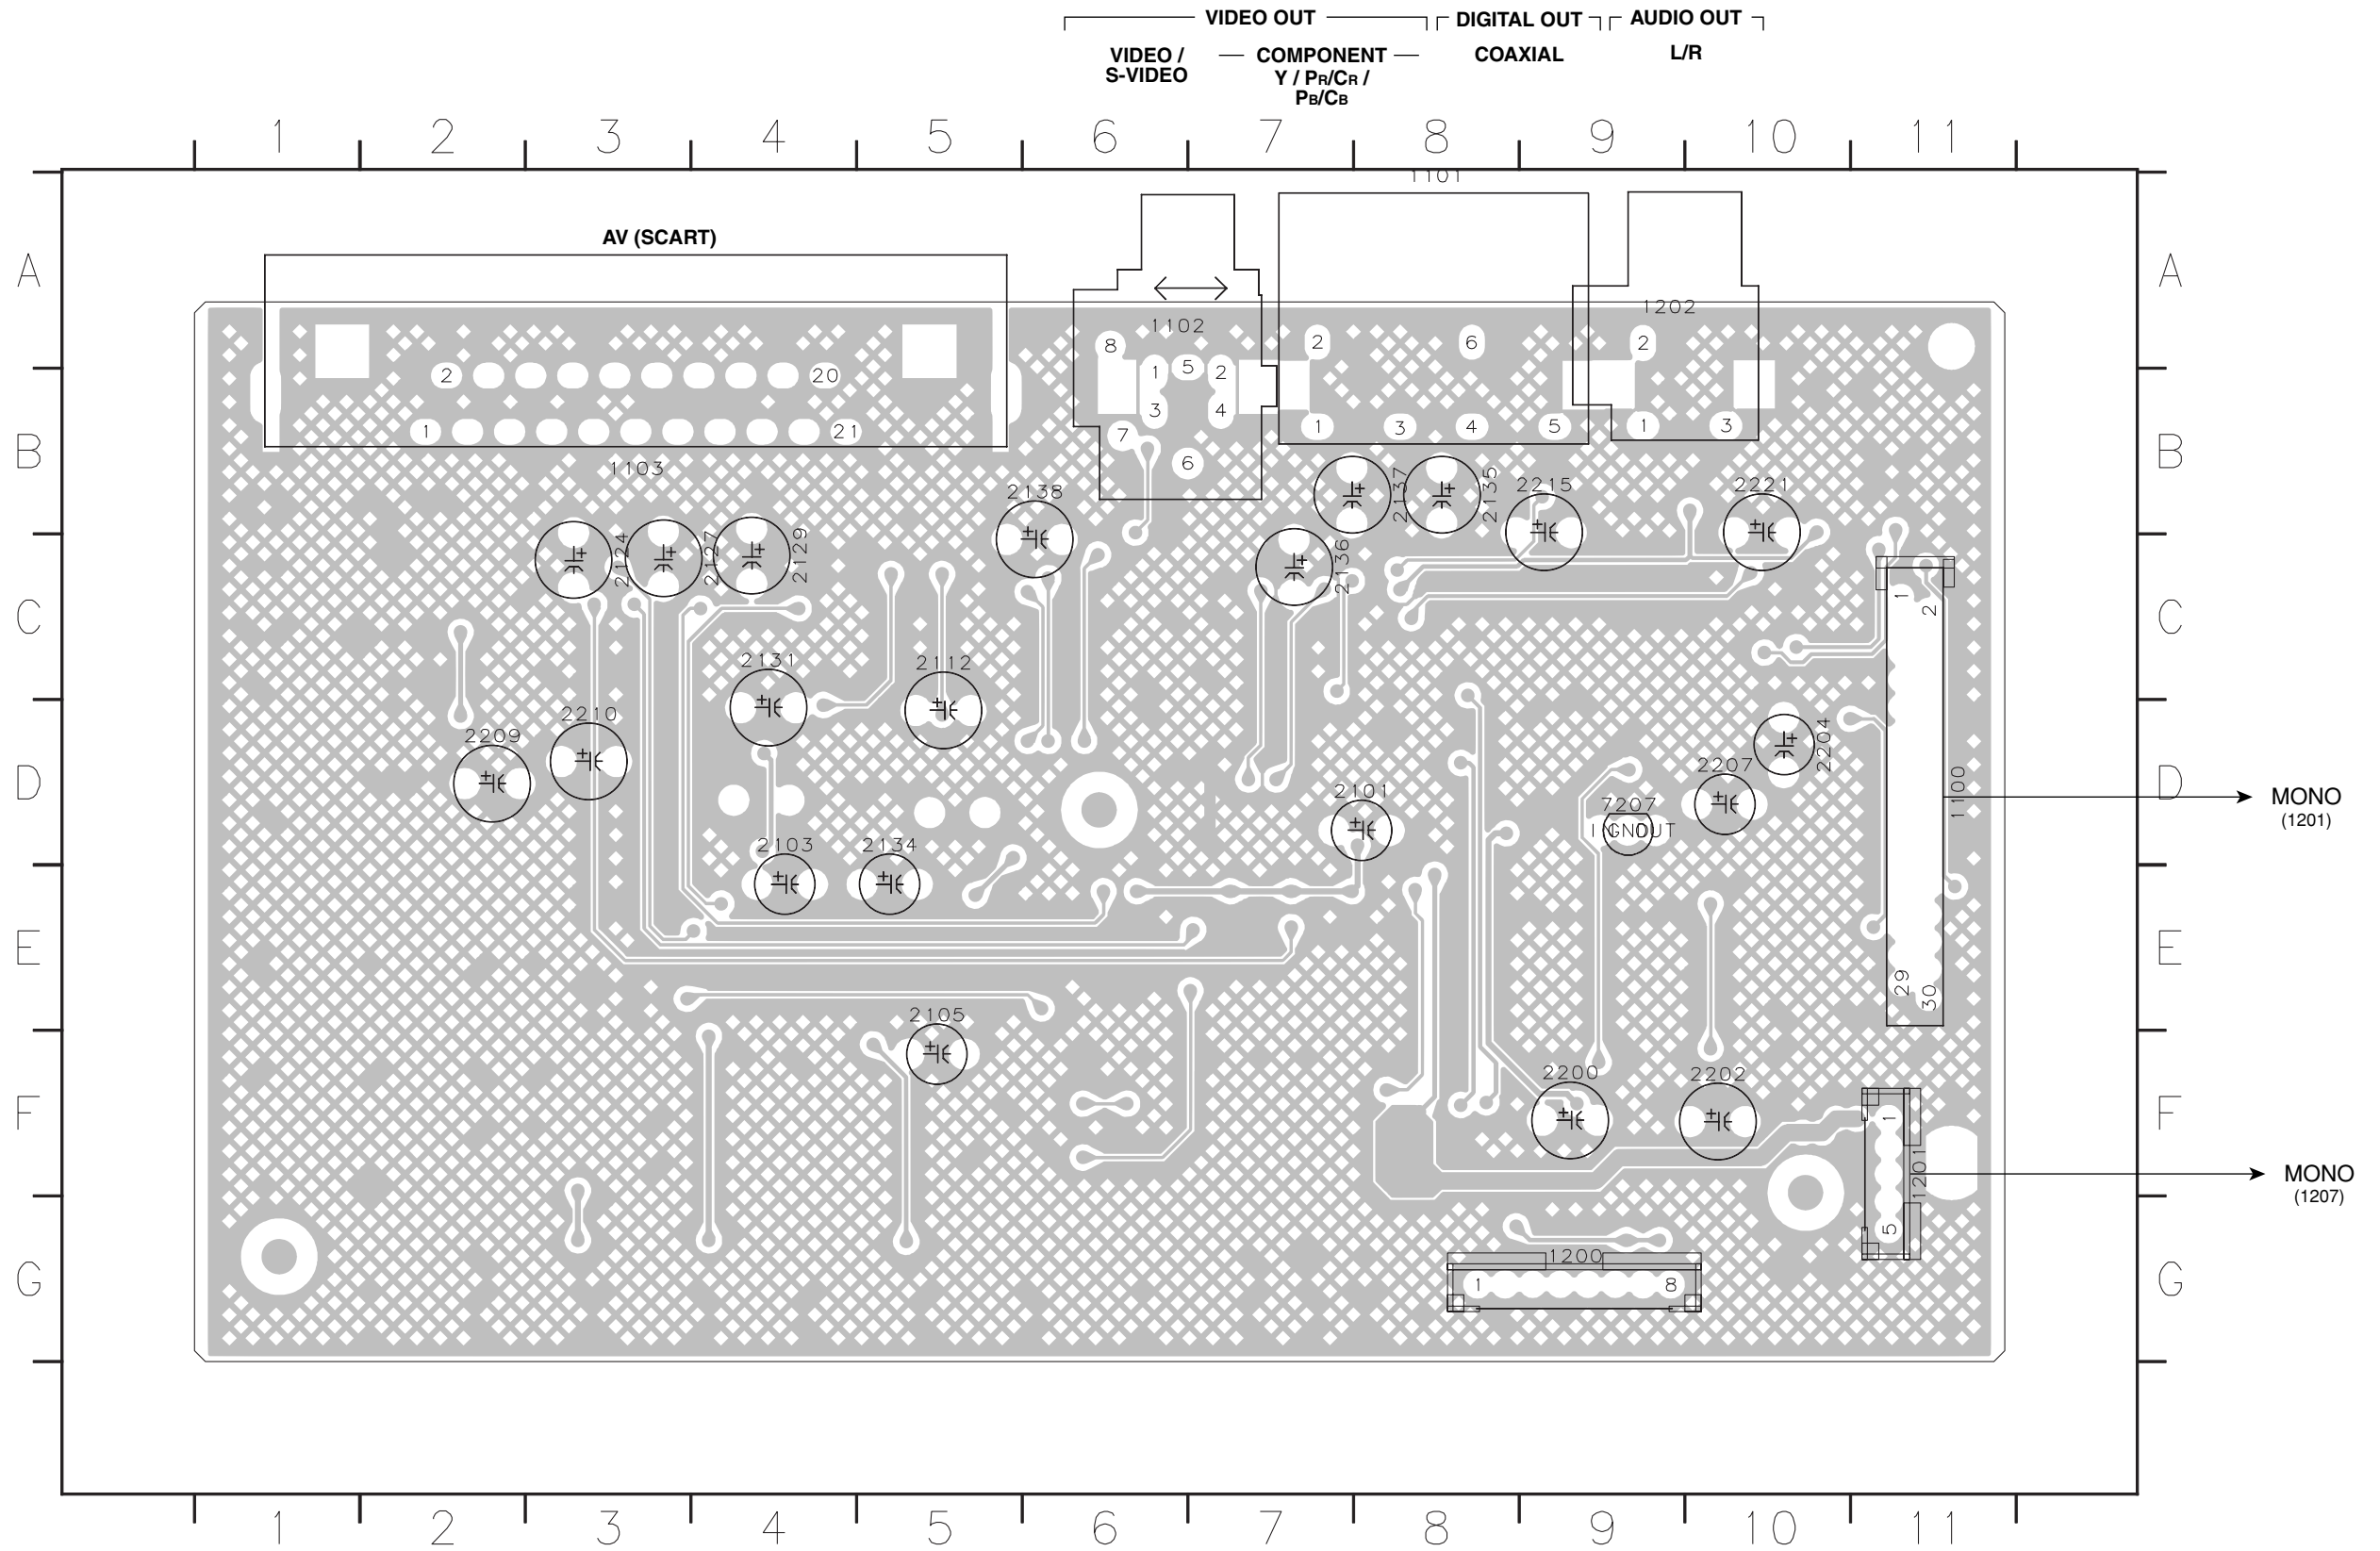 VIDEO OUT DIGITAL OUT AUDIO OUT
VIDEO / COMPONENT COAXIAL L/R
S-VIDEO Y / PR/CR /
PB/CB
1 2 3 4 5 6 7 8 9 10 11
1101
AV (SCART)
A A
1202
1102
8 2 6 2
1 5 2
2 20
3 4
1 21 7 1 3 4 5 1 3
B B
6
1103
2138 2137 2135 2215 2221
2124 2127 2129 2136
1
2
C C
2131 2112
2210
2209 2204
2207
D D
2101 1100 MONO
(1201)
7207
IN GND OUT
2103 2134
E E
29
30
2105
2200 2202
F F
1
1201 MONO
(1207)
5
1200
1 8
G G
1 2 3 4 5 6 7 8 9 10 11